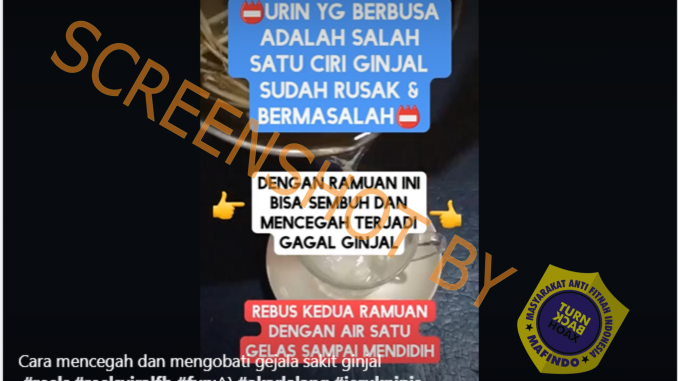 📛URIN YG BERBUSA
ADALAH SALAH
SATU CIRI GINJAL
SUDAH RUSAK &
BERMASALAH📛
DENGAN RAMUAN INI
BISA SEMBUH DAN
MENCEGAH TERJADI
GAGAL GINJAL
REBUS KEDUA RAMUAN
DENGAN AIR SATU
GELAS SAMPAI MENDIDIH
Cara mencegah dan mengobati gejala sakit ginjal
SCREENSHOT BY
MASYARAKAT ANTI FITNAH INDONESIA
TURN
BACK
HOAX
MAFINDO